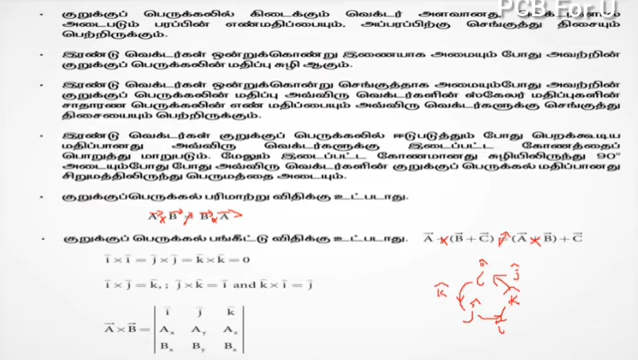 PCB For U
• குறுக்குப் பெருக்கலில் கிடைக்கும் வெக்டர் அளவானது,
அடைபடும் பரப்பின் எண்மதிப்பையும், அப்பரப்பிற்கு செங்குத்து திசையும்
பெற்றிருக்கும்.
• இரண்டு வெக்டர்கள் ஒன்றுக்கொண்று இணையாக அமையும் போது அவற்றின்
குறுக்குப் பெருக்கலின் மதிப்பு சுழி ஆகும்.
• இரண்டு வெக்டர்கள் ஒன்றுக்கொன்று செங்குத்தாக அமையும்போது அவற்றின்
குறுக்குப் பெருக்கலின் மதிப்பு அவ்விரு வெக்டர்களின் ஸ்கேலர் மதிப்புகளின்
சாதாரண பெருக்கலின் எண் மதிப்பையும் அவ்விரு வெக்டர்களுக்கு செங்குத்து
திசையையும் பெற்றிருக்கும்.
• இரண்டு வெக்டர்கள் குறுக்குப் பெருக்கலில் ஈடுபடுத்தும் போது பெறக்கூடிய
மதிப்பானது அவ்விரு வெக்டர்களுக்கு இடைப்பட்ட கோணத்தைப்
பொறுத்து மாறுபடும். மேலும் இடைப்பட்ட கோணமானது சுழியிலிருந்து 90°
அடையும்போது போது அவ்விரு வெக்டர்களின் குறுக்குப் பெருக்கல் மதிப்பானது
சிறுமத்திலிருந்து பெருமத்தை அடையும்.
• குறுக்குப்பெருக்கல் பரிமாற்று விதிக்கு உட்படாது.
A × B ≠ B × A
• குறுக்குப் பெருக்கல் பங்கீட்டு விதிக்கு உட்படாது. A × (B + C) ≠ (A × B) + C
i × i = j × j = k × k = 0
i × j = k, ; j × k = i and k × i = j
A × B = | i j k |
| Aₓ Aᵧ A_z |
| Bₓ Bᵧ B_z |
î ĵ
k̂ k
ĵ i